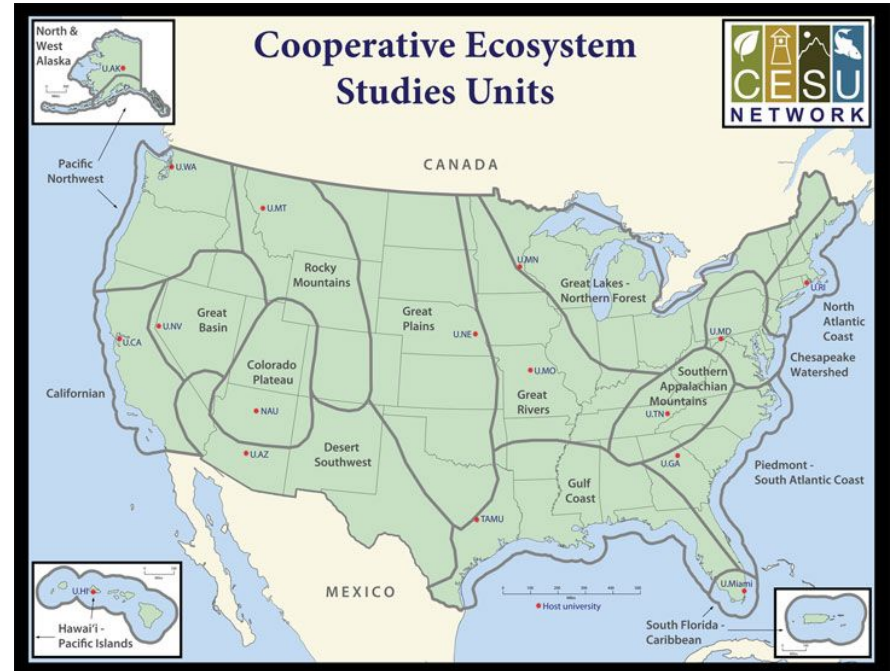 North &
West
Alaska
U.AK
Cooperative Ecosystem
Studies Units
CESU
NETWORK
Pacific
Northwest
CANADA
U.WA
U.MT
U.MN
Rocky
Mountains
Great Lakes -
Northern Forest
U.RI
Great
Basin
Great
Plains
North
Atlantic
Coast
U.NV
U.NE
U.MD
U.CA
Chesapeake
Watershed
Colorado
Plateau
U.MO
Southern
Appalachian
Mountains
Californian
Great
Rivers
NAU
U.TN
U.AZ
Desert
Southwest
U.GA
Piedmont -
South Atlantic Coast
Gulf
Coast
TAMU
U.HI
Hawai'i -
Pacific Islands
MEXICO
U.Miami
Host university
South Florida -
Caribbean